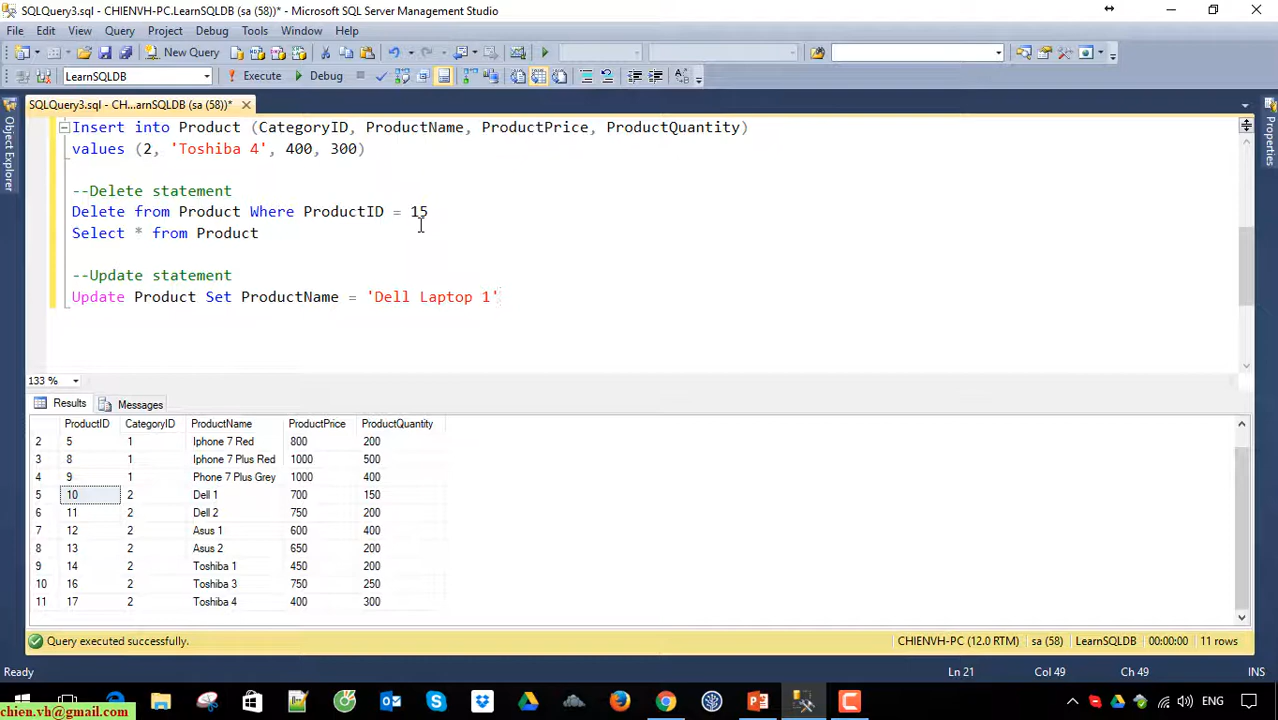 SQLQuery3.sql - CHIENVH-PC.LearnSQLDB (sa (58))* - Microsoft SQL Server Management Studio
File Edit View Query Project Debug Tools Window Help
New Query
LearnSQLDB Execute Debug
SQLQuery3.sql - CH...arnSQLDB (sa (58))*
Object Explorer
Properties
Insert into Product (CategoryID, ProductName, ProductPrice, ProductQuantity)
values (2, 'Toshiba 4', 400, 300)
--Delete statement
Delete from Product Where ProductID = 15
Select * from Product
--Update statement
Update Product Set ProductName = 'Dell Laptop 1'
133 %
Results Messages
ProductID CategoryID ProductName ProductPrice ProductQuantity
2 5 1 Iphone 7 Red 800 200
3 8 1 Iphone 7 Plus Red 1000 500
4 9 1 Phone 7 Plus Grey 1000 400
5 10 2 Dell 1 700 150
6 11 2 Dell 2 750 200
7 12 2 Asus 1 600 400
8 13 2 Asus 2 650 200
9 14 2 Toshiba 1 450 200
10 16 2 Toshiba 3 750 250
11 17 2 Toshiba 4 400 300
Query executed successfully. CHIENVH-PC (12.0 RTM) sa (58) LearnSQLDB 00:00:00 11 rows
Ready Ln 21 Col 49 Ch 49 INS
ENG
chien.vh@gmail.com